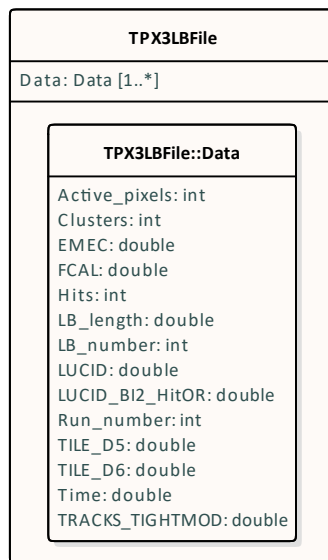 TPX3LBFile
Data: Data [1..*]
TPX3LBFile::Data
Active_pixels: int
Clusters: int
EMEC: double
FCAL: double
Hits: int
LB_length: double
LB_number: int
LUCID: double
LUCID_BI2_HitOR: double
Run_number: int
TILE_D5: double
TILE_D6: double
Time: double
TRACKS_TIGHTMOD: double